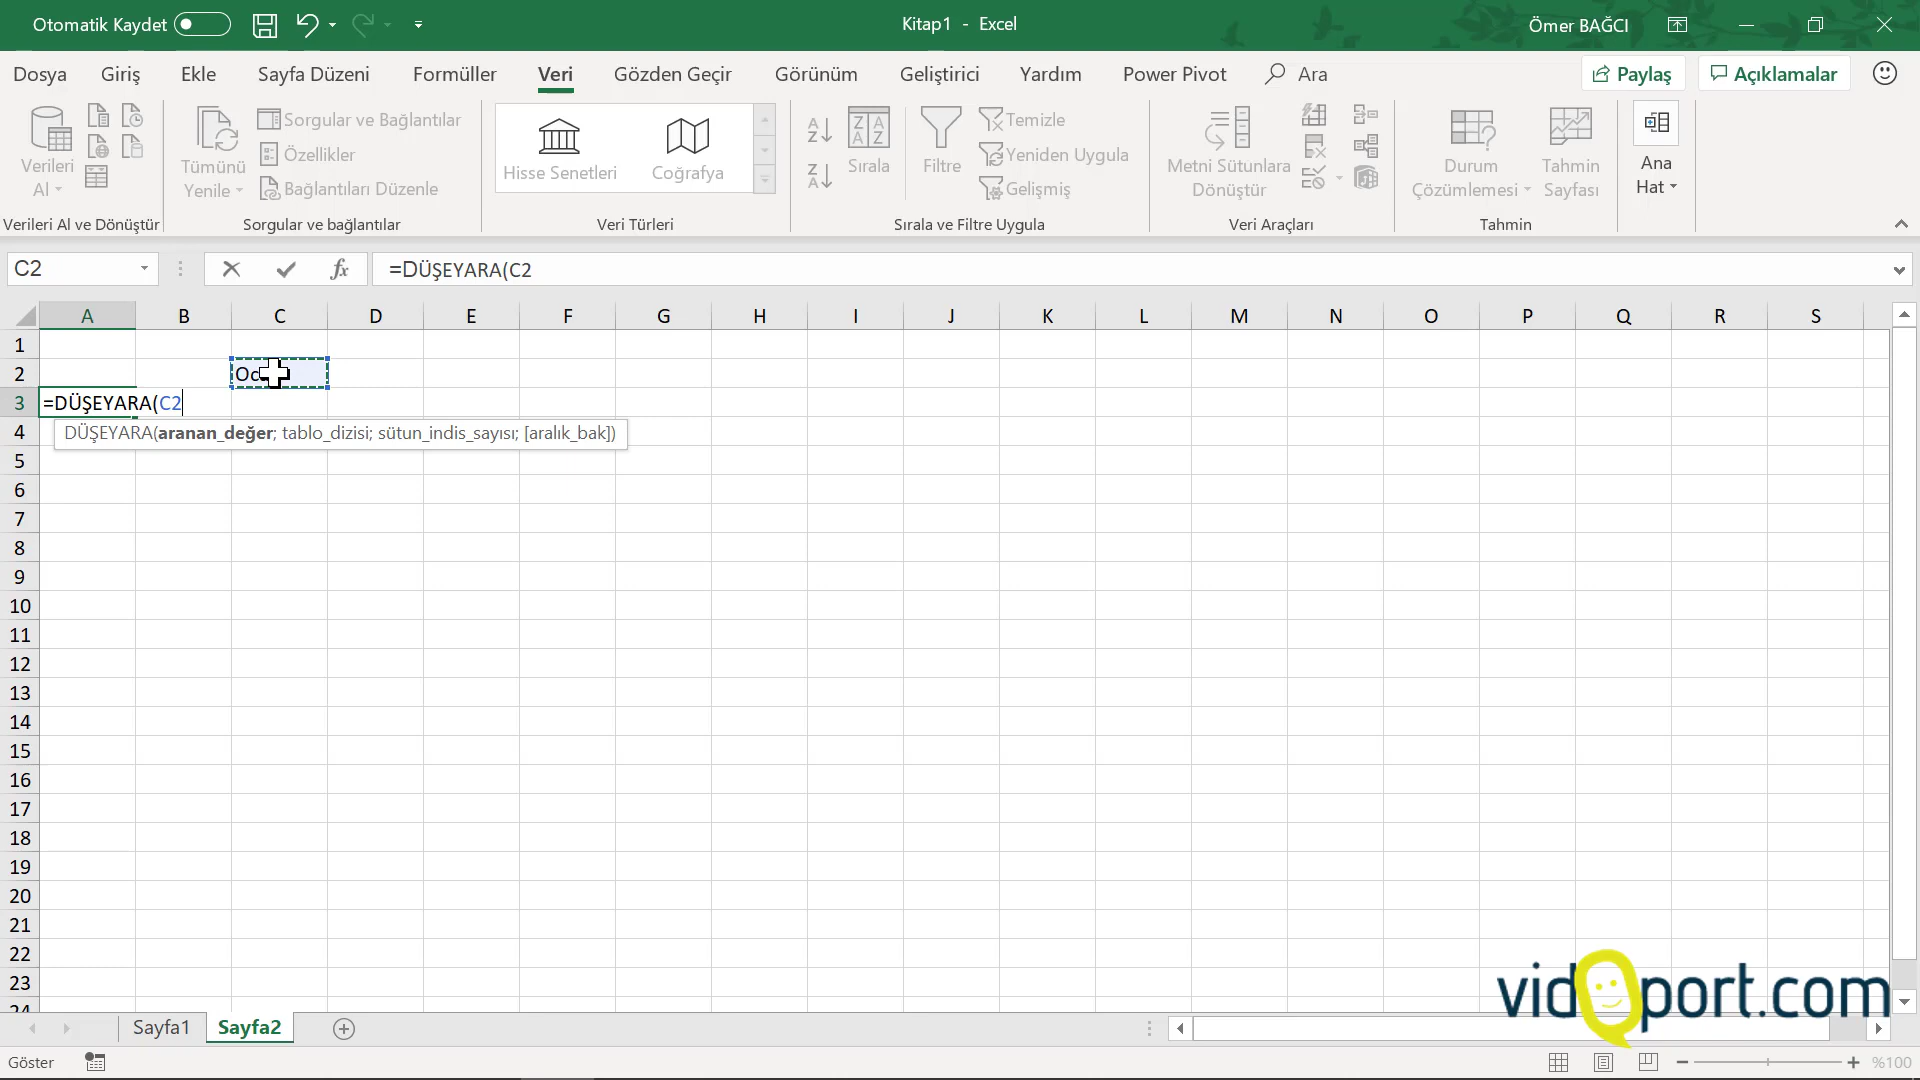 Otomatik Kaydet
Kitap1 - Excel
Ömer BAĞCI
Dosya Giriş Ekle Sayfa Düzeni Formüller Veri Gözden Geçir Görünüm Geliştirici Yardım Power Pivot Ara Paylaş Açıklamalar
Verileri
Al
Tümünü
Yenile
Sorgular ve Bağlantılar
Özellikler
Bağlantıları Düzenle
Hisse Senetleri
Coğrafya
Sırala
Filtre
Temizle
Yeniden Uygula
Gelişmiş
Metni Sütunlara
Dönüştür
Durum
Çözümlemesi
Tahmin
Sayfası
Ana
Hat
Verileri Al ve Dönüştür
Sorgular ve bağlantılar
Veri Türleri
Sırala ve Filtre Uygula
Veri Araçları
Tahmin
C2
fx
=DÜŞEYARA(C2
A B C D E F G H I J K L M N O P Q R S
1
2
3 =DÜŞEYARA(C2
DÜŞEYARA(aranan_değer; tablo_dizisi; sütun_indis_sayısı; [aralık_bak])
4
5
6
7
8
9
10
11
12
13
14
15
16
17
18
19
20
21
22
23
24
vidoport.com
Sayfa1 Sayfa2
Göster
%100